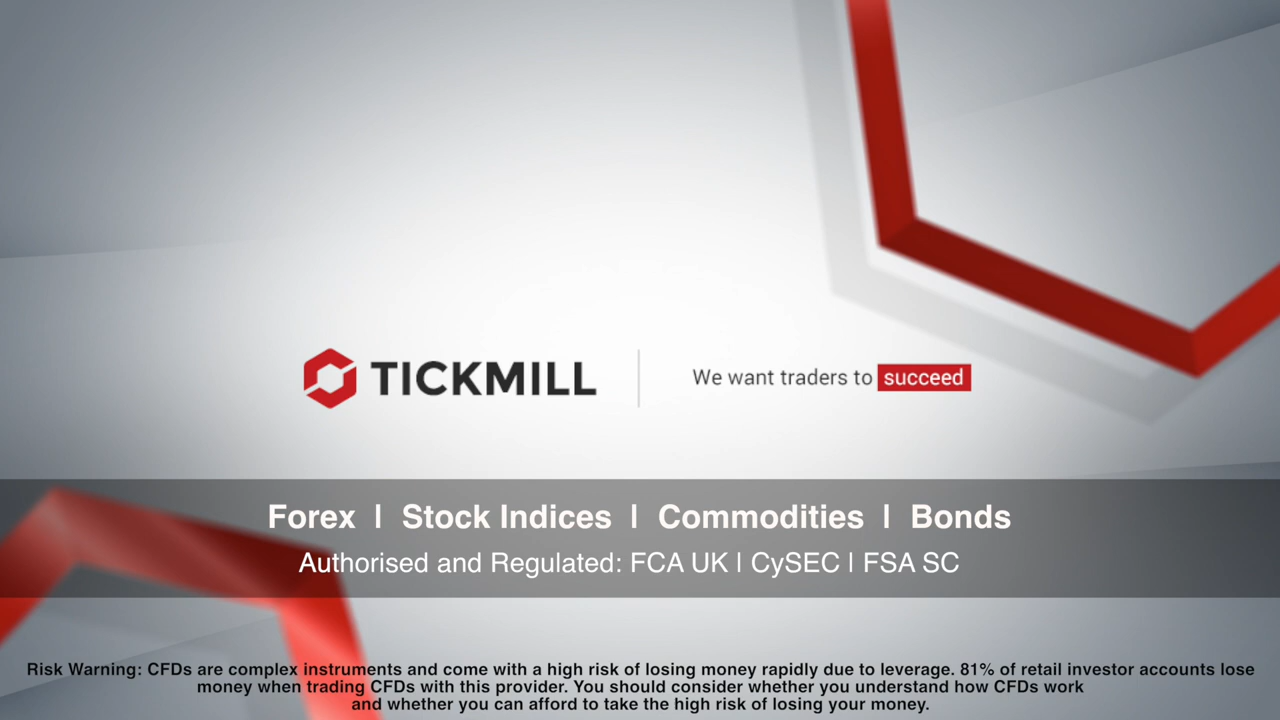 TICKMILL
We want traders to succeed
Forex | Stock Indices | Commodities | Bonds
Authorised and Regulated: FCA UK | CySEC | FSA SC
Risk Warning: CFDs are complex instruments and come with a high risk of losing money rapidly due to leverage. 81% of retail investor accounts lose
money when trading CFDs with this provider. You should consider whether you understand how CFDs work
and whether you can afford to take the high risk of losing your money.